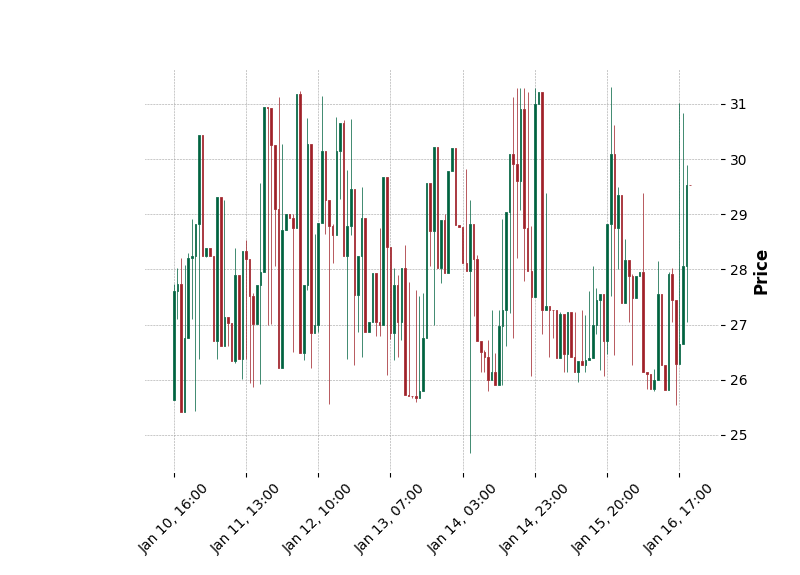 31
30
29
28
27
26
25
Price
Jan 10, 16:00
Jan 11, 13:00
Jan 12, 10:00
Jan 13, 07:00
Jan 14, 03:00
Jan 14, 23:00
Jan 15, 20:00
Jan 16, 17:00